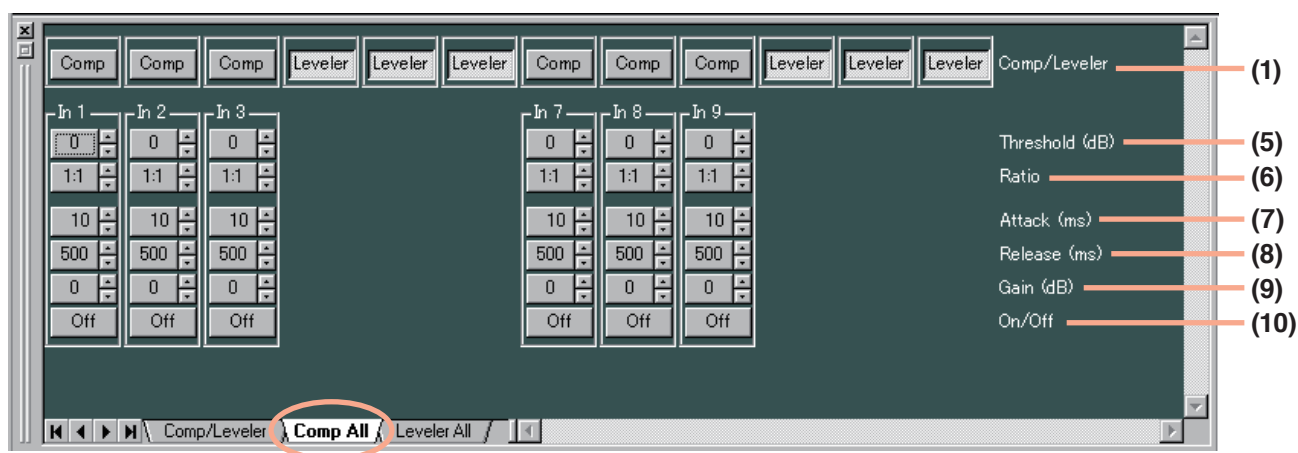 Comp Comp Comp Leveler Leveler Leveler Comp Comp Comp Leveler Leveler Leveler Comp/Leveler (1)
In 1 In 2 In 3 In 7 In 8 In 9
0 0 0 0 0 0 Threshold (dB) (5)
1:1 1:1 1:1 1:1 1:1 1:1 Ratio (6)
10 10 10 10 10 10 Attack (ms) (7)
500 500 500 500 500 500 Release (ms) (8)
0 0 0 0 0 0 Gain (dB) (9)
Off Off Off Off Off Off On/Off (10)
Comp/Leveler Comp All Leveler All